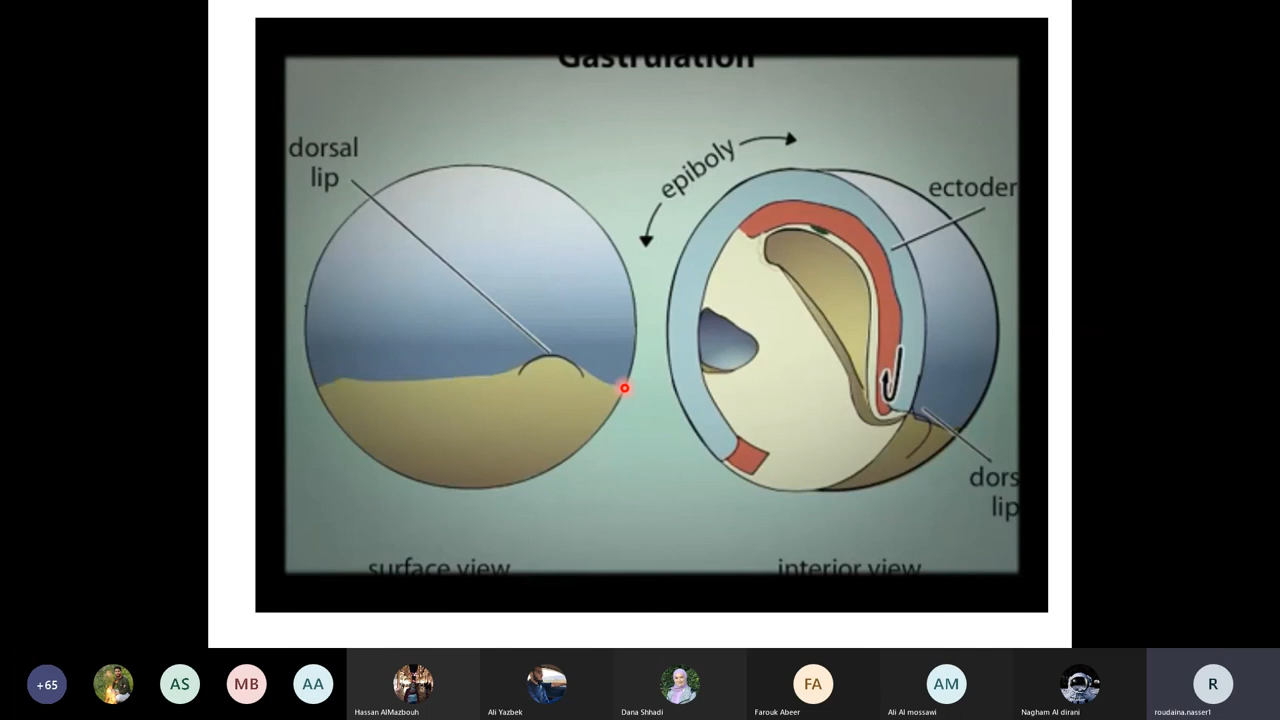 Gastrulation
dorsal
lip
epiboly
ectoder
dors
lip
surface view
interior view
+65
AS
MB
AA
FA
AM
R
Hassan AlMazbouh
Ali Yazbek
Dana Shhadi
Farouk Abeer
Ali Al mossawi
Nagham Al dirani
roudaina.nasser1